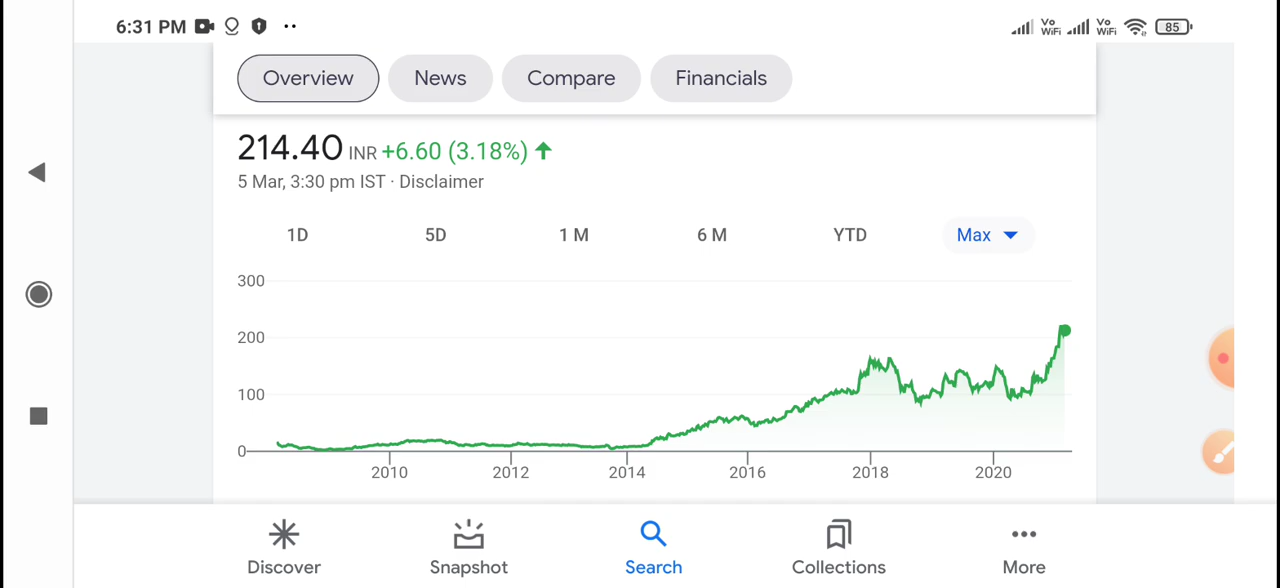 6:31 PM
Vo WiFi Vo WiFi 85
Overview News Compare Financials
214.40 INR +6.60 (3.18%)
5 Mar, 3:30 pm IST · Disclaimer
1D 5D 1 M 6 M YTD Max
300
200
100
0
2010 2012 2014 2016 2018 2020
Discover Snapshot Search Collections More